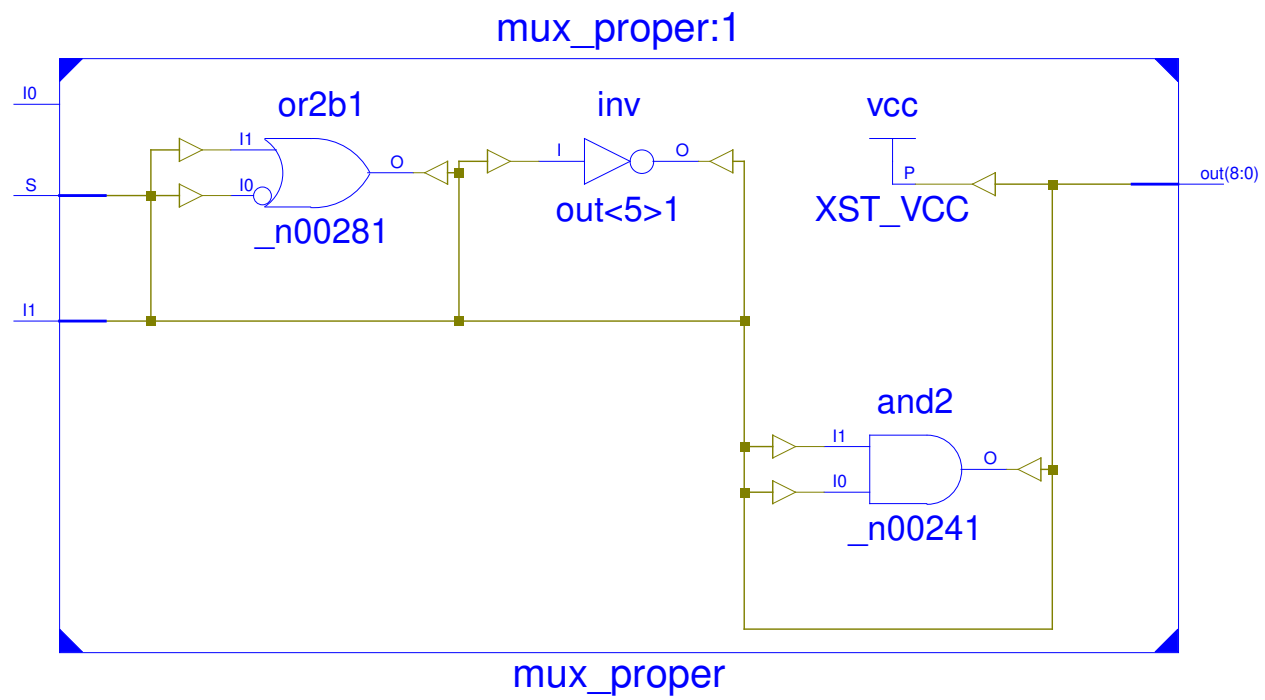 mux_proper:1
I0
or2b1
inv
vcc
I1
O
I
O
P
out(8:0)
S
I0
_n00281
out<5>1
XST_VCC
I1
and2
I1
O
I0
_n00241
mux_proper